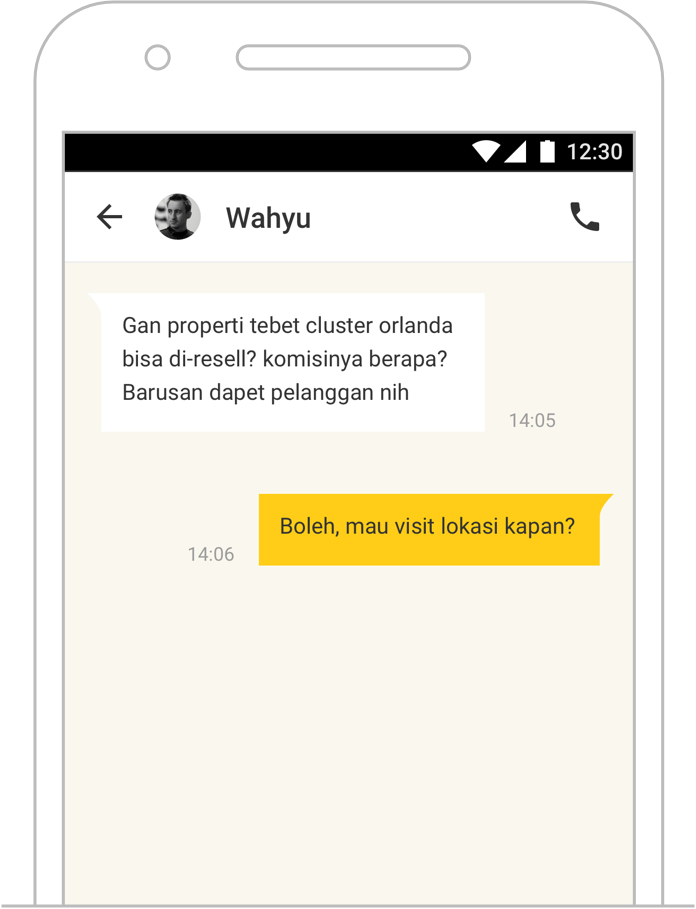 12:30
Wahyu
Gan properti tebet cluster orlanda
bisa di-resell? komisinya berapa?
Barusan dapet pelanggan nih
14:05
Boleh, mau visit lokasi kapan?
14:06